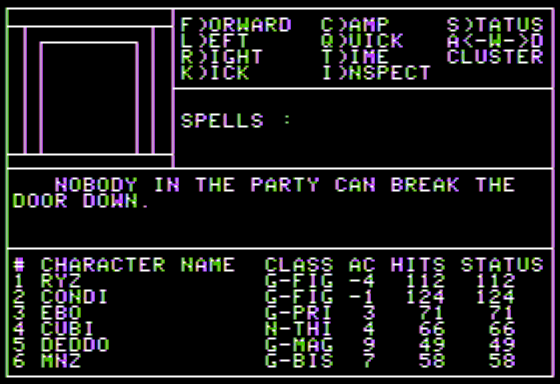 F)ORWARD C)AMP S)TATUS
L)EFT Q)UICK A<-W->D
R)IGHT T)IME CLUSTER
K)ICK I)NSPECT
SPELLS :
NOBODY IN THE PARTY CAN BREAK THE
DOOR DOWN.
# CHARACTER NAME CLASS AC HITS STATUS
1 RYZ G-FIG -4 112 112
2 CONDI G-FIG -1 124 124
3 EBO G-PRI 3 71 71
4 CUBI N-THI 4 66 66
5 DEDDO G-MAG 9 49 49
6 MNZ G-BIS 7 58 58